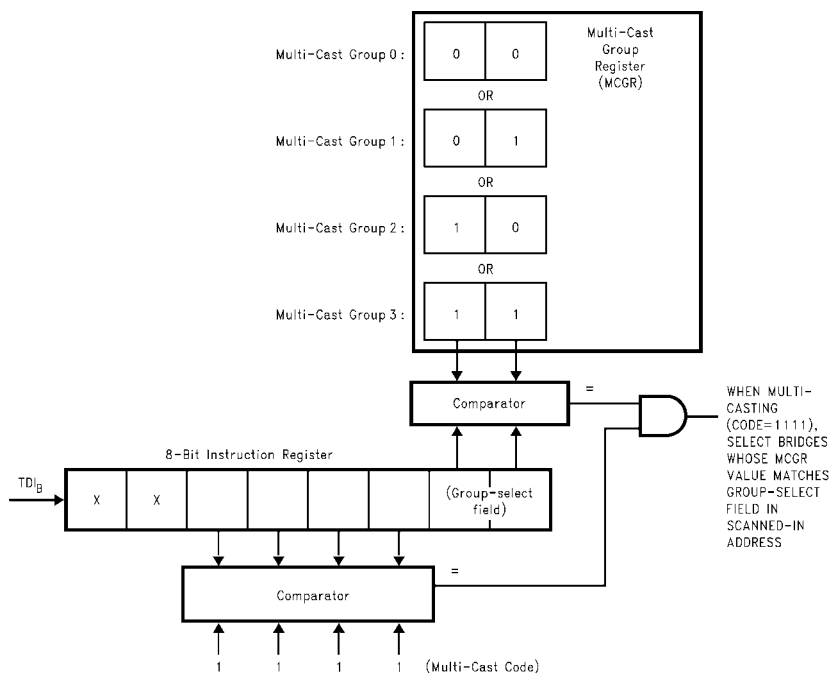 Multi-Cast Group 0 :
0 0
Multi-Cast
Group
Register
(MCGR)
OR
Multi-Cast Group 1 :
0 1
OR
Multi-Cast Group 2 :
1 0
OR
Multi-Cast Group 3 :
1 1
Comparator
=
WHEN MULTI-
CASTING
(CODE=1111),
SELECT BRIDGES
WHOSE MCGR
VALUE MATCHES
GROUP-SELECT
FIELD IN
SCANNED-IN
ADDRESS
8-Bit Instruction Register
TDIB
X X
(Group-select
field)
Comparator
=
1 1 1 1 (Multi-Cast Code)